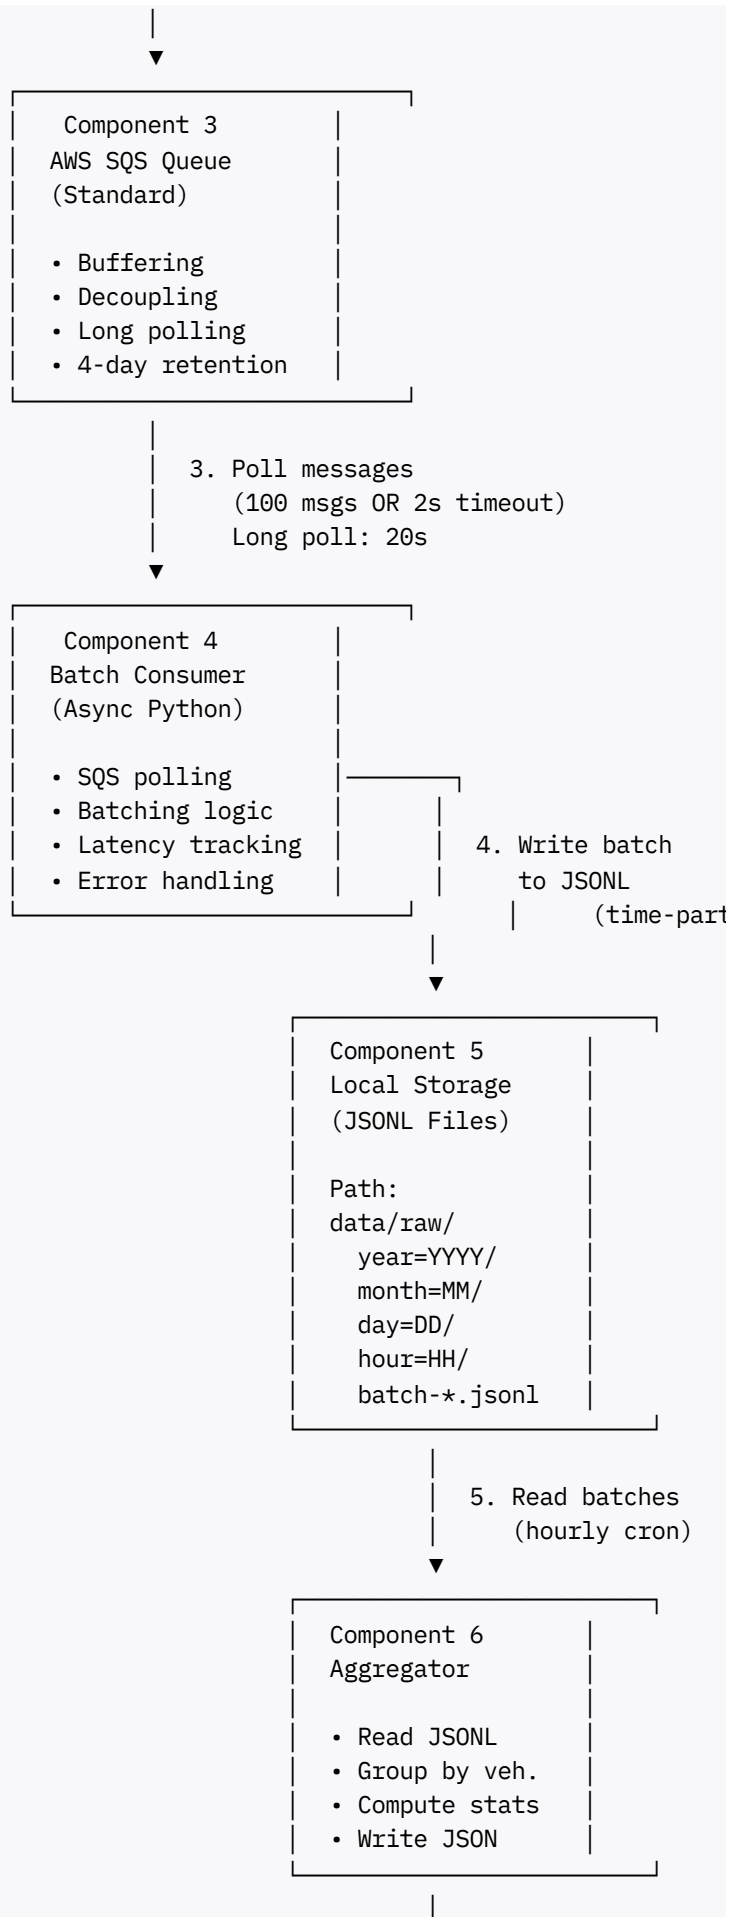 Component 3
AWS SQS Queue
(Standard)
• Buffering
• Decoupling
• Long polling
• 4-day retention
3. Poll messages
(100 msgs OR 2s timeout)
Long poll: 20s
Component 4
Batch Consumer
(Async Python)
• SQS polling
• Batching logic
• Latency tracking
• Error handling
4. Write batch
to JSONL
(time-part
Component 5
Local Storage
(JSONL Files)
Path:
data/raw/
year=YYYY/
month=MM/
day=DD/
hour=HH/
batch-*.jsonl
5. Read batches
(hourly cron)
Component 6
Aggregator
• Read JSONL
• Group by veh.
• Compute stats
• Write JSON